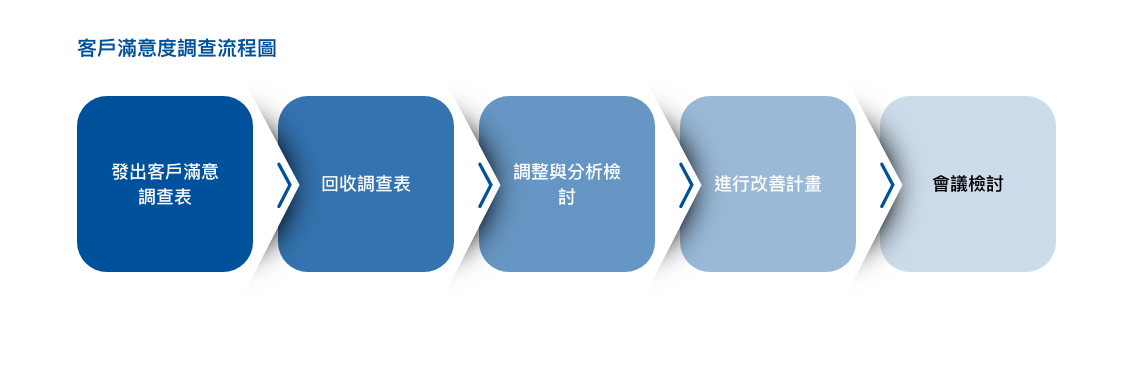 客戶滿意度調查流程圖
發出客戶滿意
調查表
回收調查表
調整與分析檢
討
進行改善計畫
會議檢討